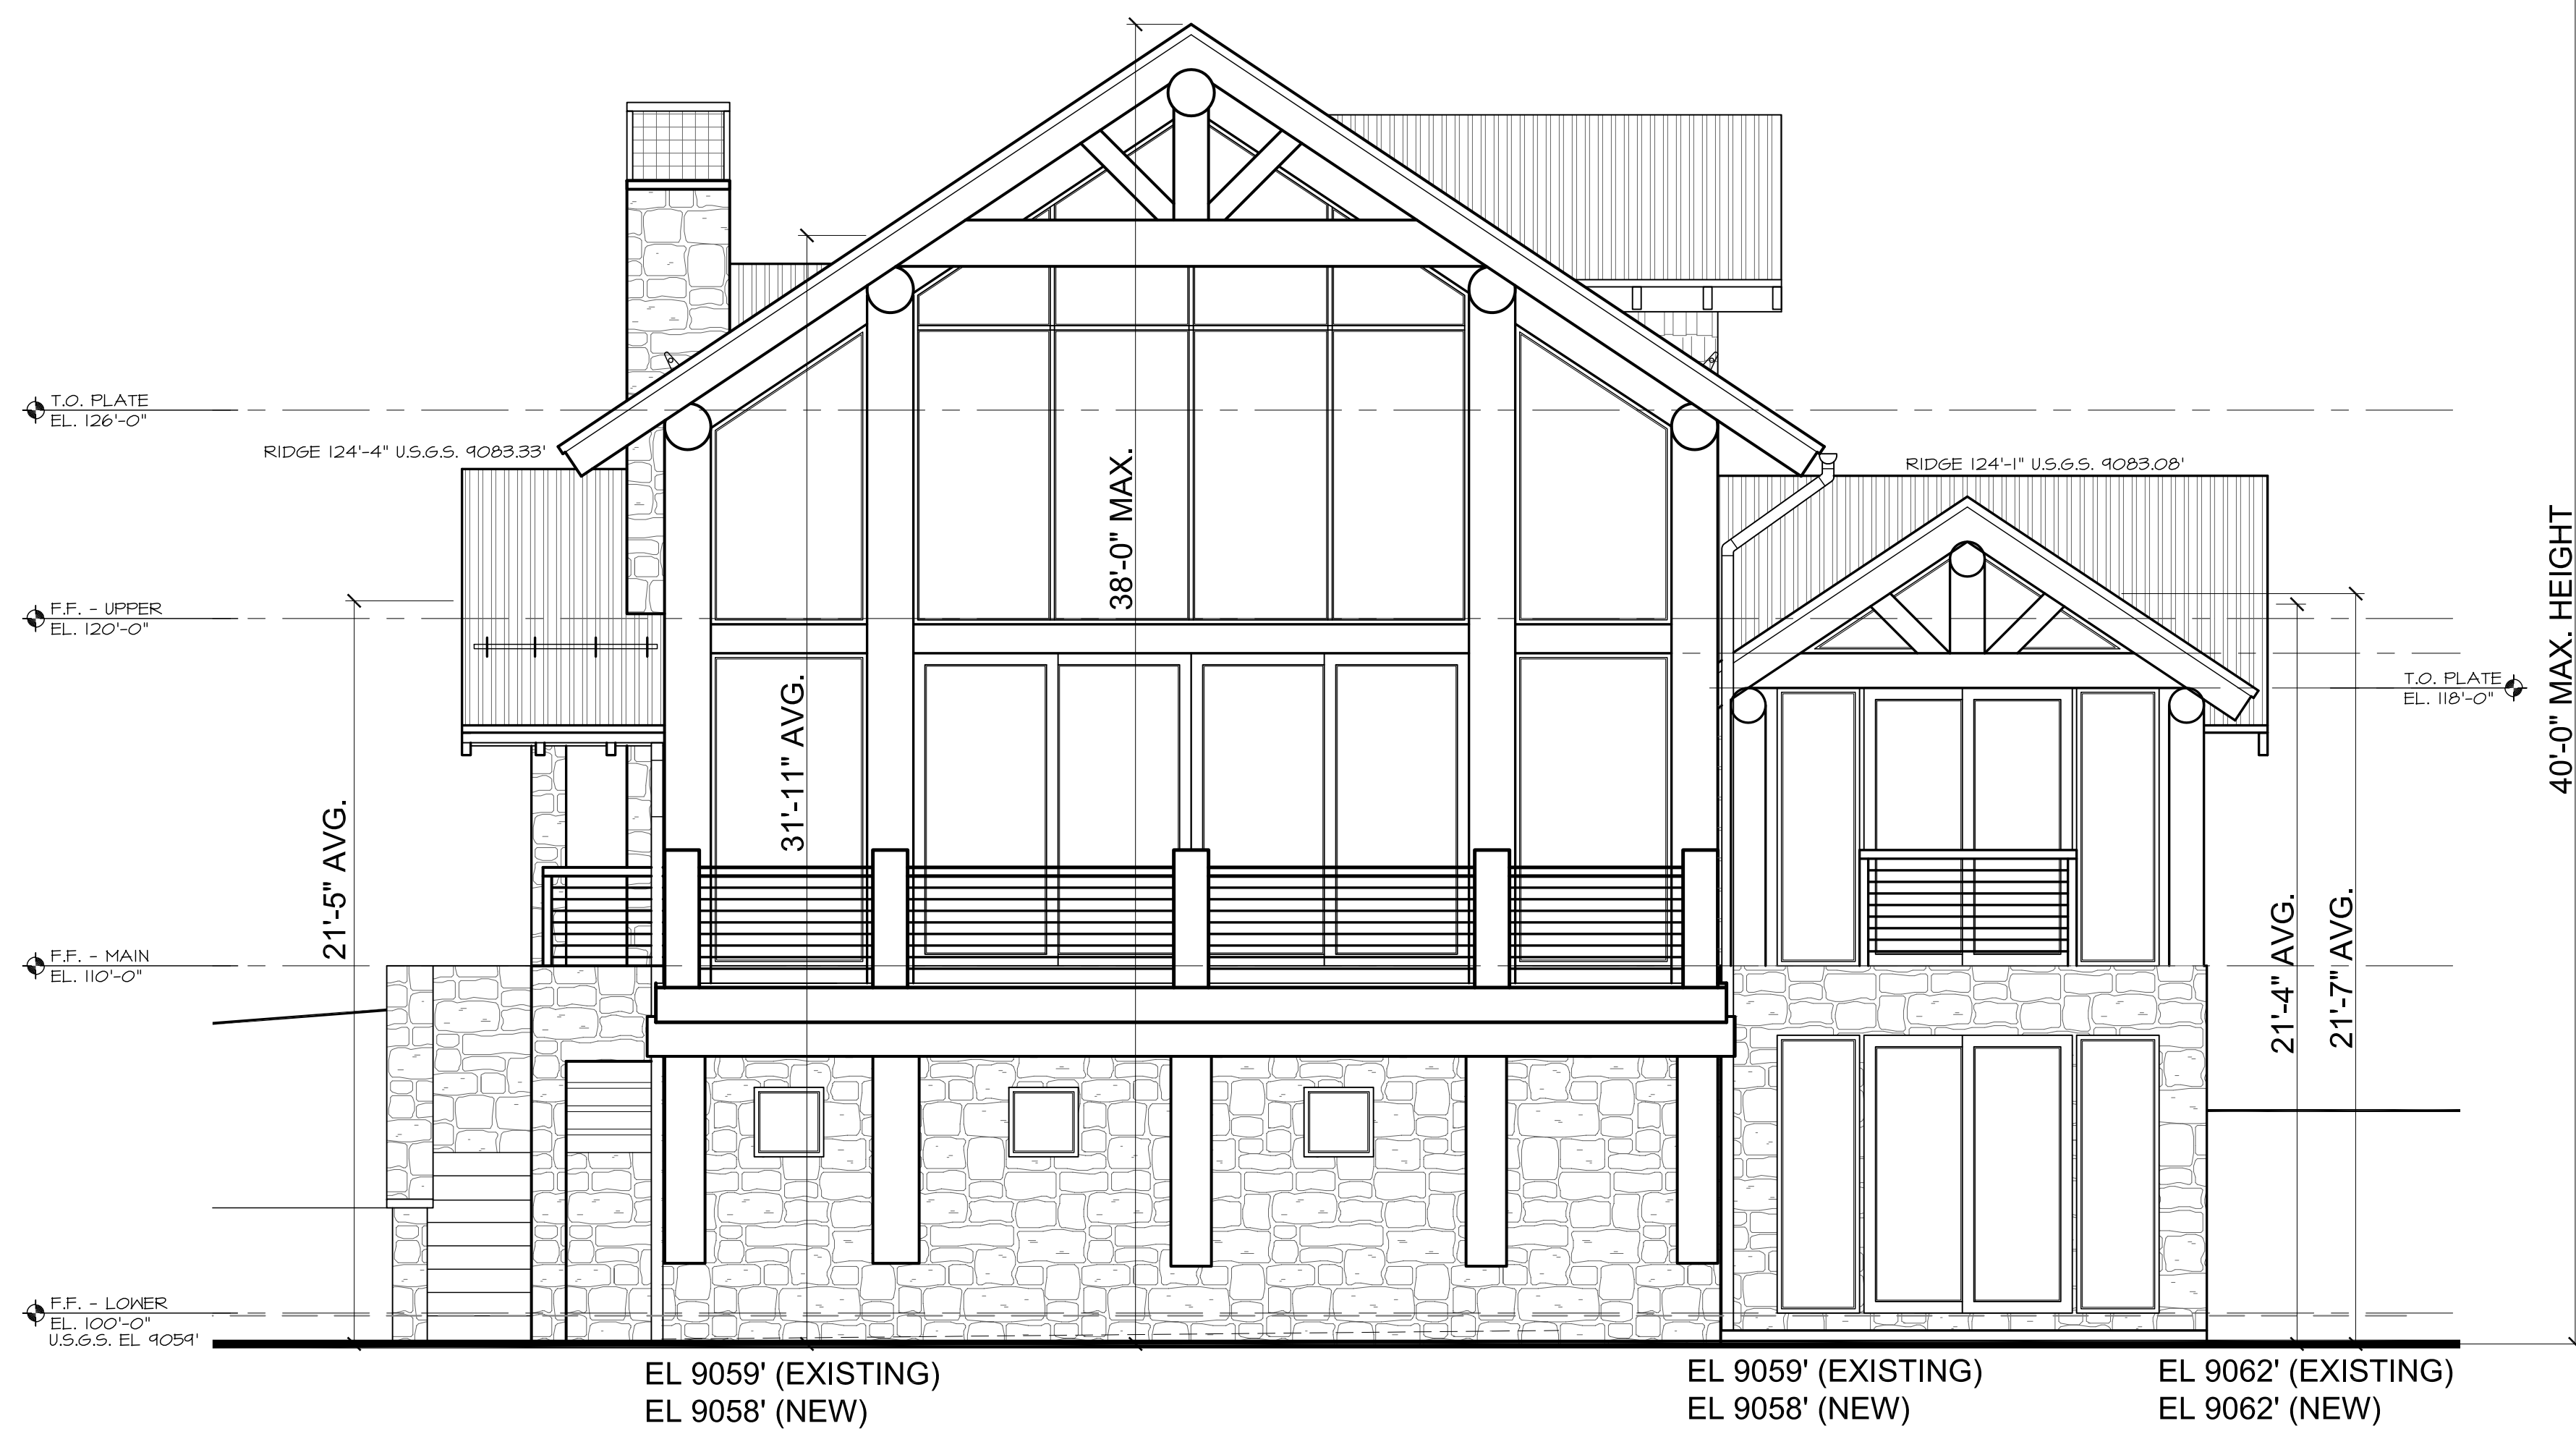 T.O. PLATE
EL. 126'-0"
RIDGE 124'-4" U.S.G.S. 9083.33'
RIDGE 124'-1" U.S.G.S. 9083.08'
F.F. - UPPER
EL. 120'-0"
T.O. PLATE
EL. 118'-0"
F.F. - MAIN
EL. 110'-0"
F.F. - LOWER
EL. 100'-0"
U.S.G.S. EL 9059'
21'-5" AVG.
31'-11" AVG.
38'-0" MAX.
21'-4" AVG.
21'-7" AVG.
40'-0" MAX. HEIGHT
EL 9059' (EXISTING)
EL 9058' (NEW)
EL 9059' (EXISTING)
EL 9058' (NEW)
EL 9062' (EXISTING)
EL 9062' (NEW)